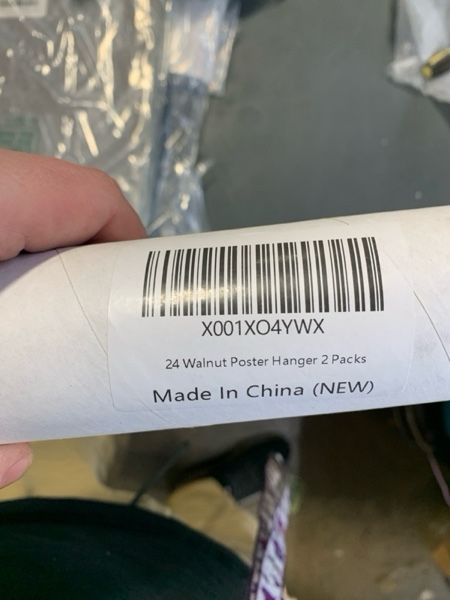 X001XO4YWX
24 Walnut Poster Hanger 2 Packs
Made In China (NEW)